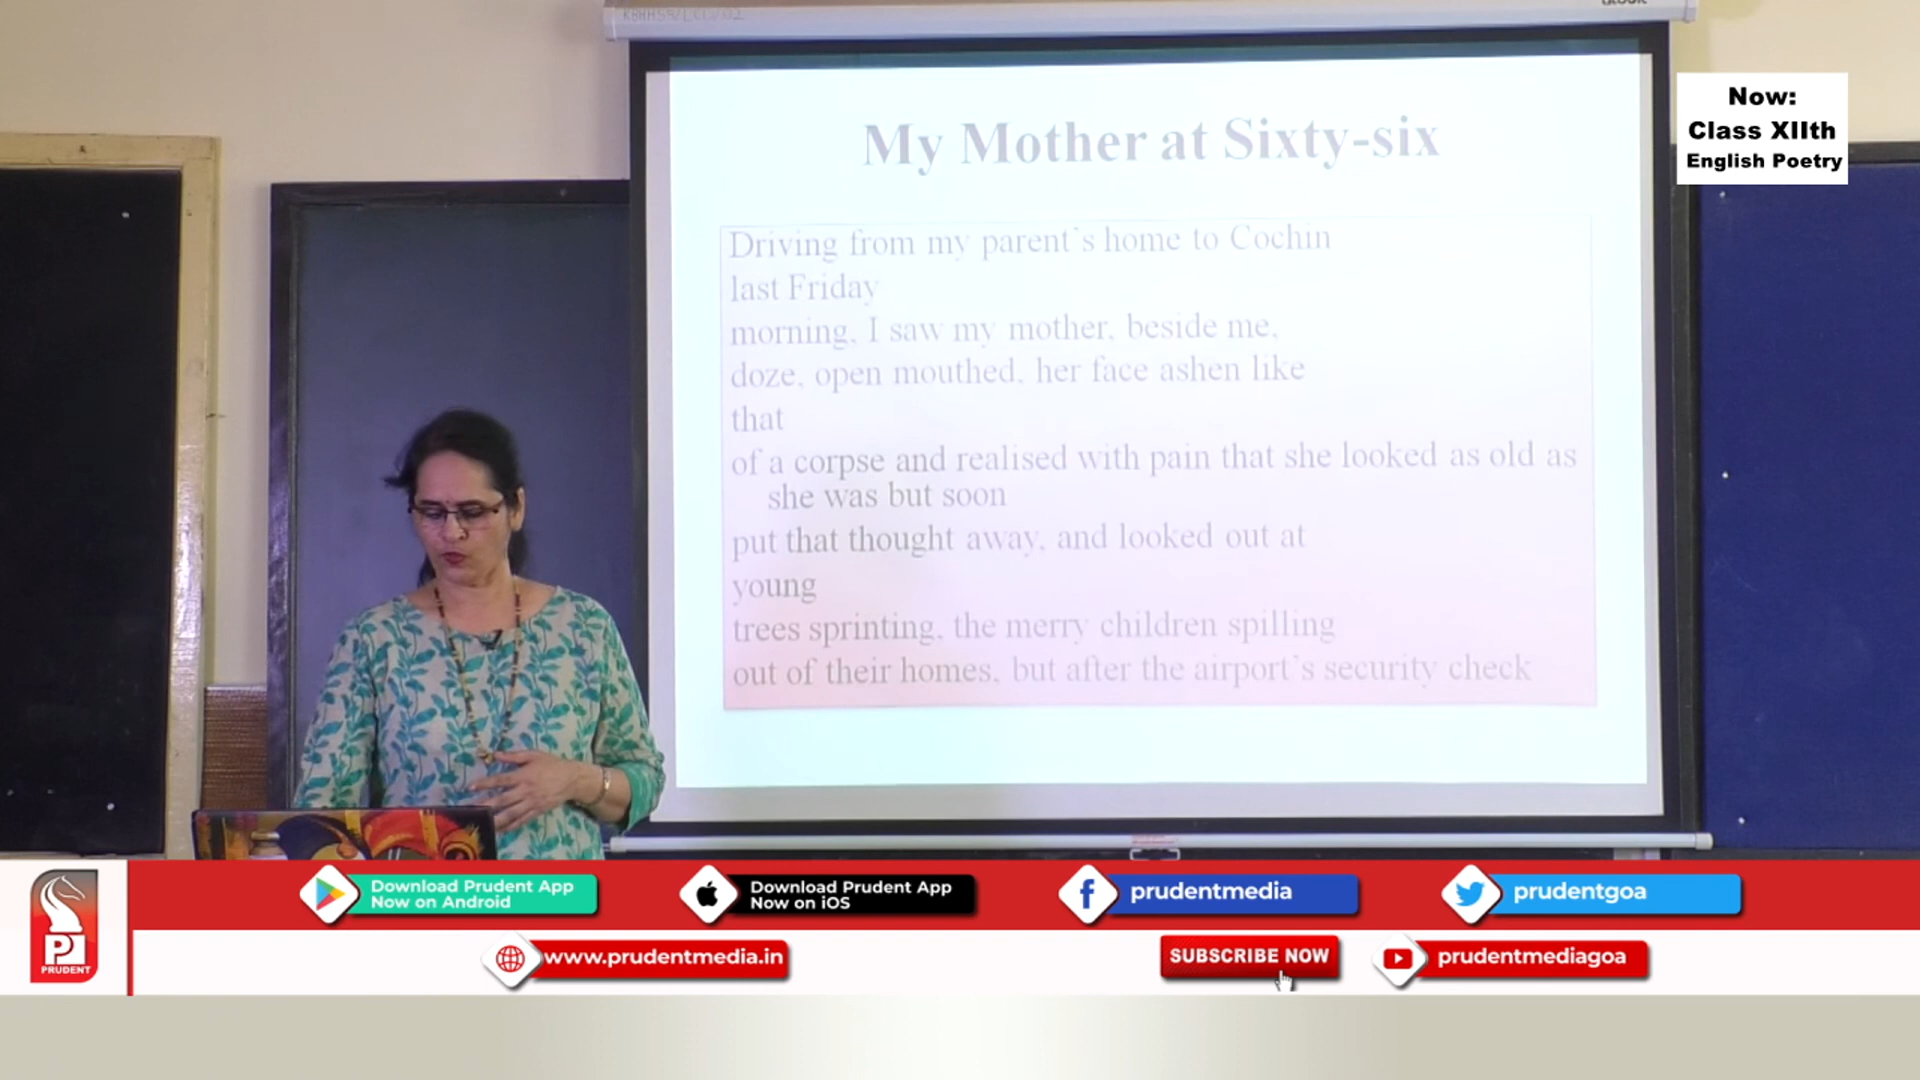 KBHHSS/LCD/02
Now:
Class XIIth
English Poetry
My Mother at Sixty-six
Driving from my parent`s home to Cochin
last Friday
morning, I saw my mother, beside me,
doze, open mouthed, her face ashen like
that
of a corpse and realised with pain that she looked as old as
she was but soon
put that thought away, and looked out at
young
trees sprinting, the merry children spilling
out of their homes, but after the airport`s security check
PRUDENT
Download Prudent App
Now on Android
Download Prudent App
Now on iOS
prudentmedia
prudentgoa
www.prudentmedia.in
SUBSCRIBE NOW
prudentmediagoa